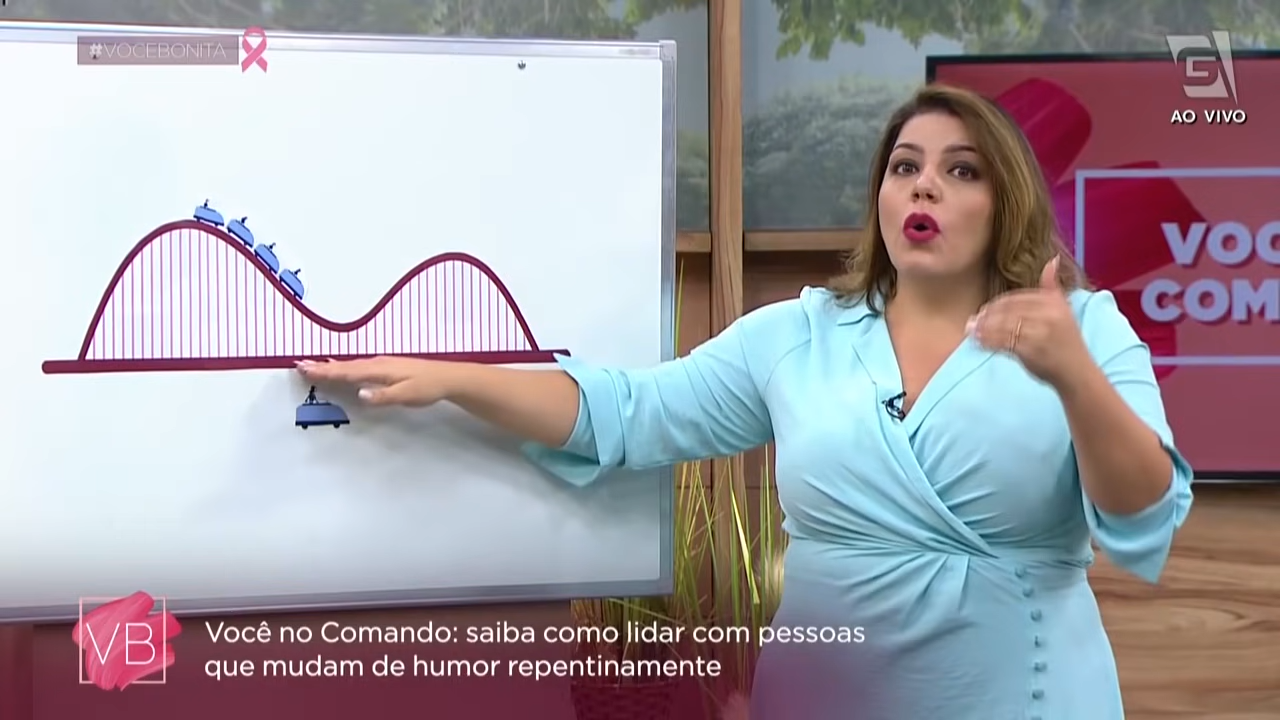 #VOCEBONITA
G
AO VIVO
VOC
COM
VB
Você no Comando: saiba como lidar com pessoas
que mudam de humor repentinamente